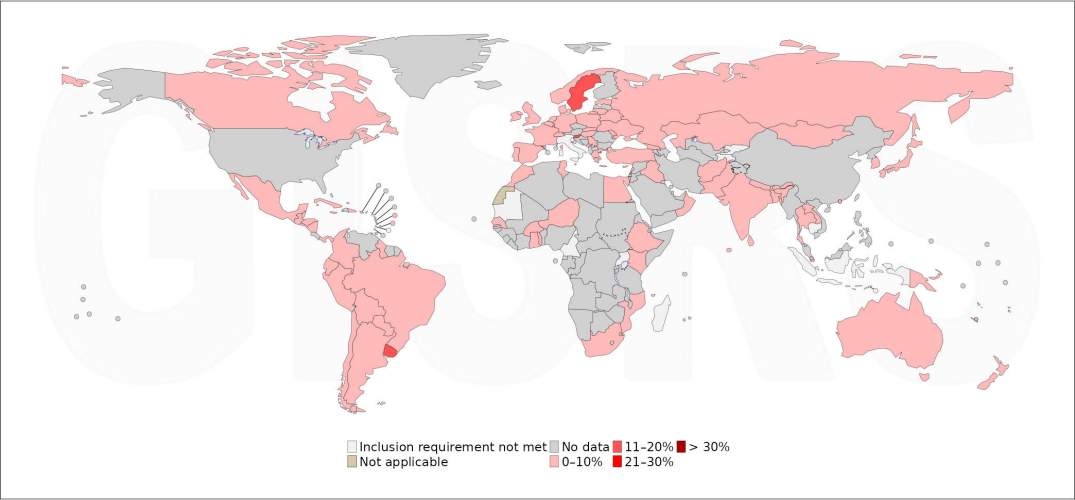 GISRS
Inclusion requirement not met No data 11–20% > 30%
Not applicable 0–10% 21–30%